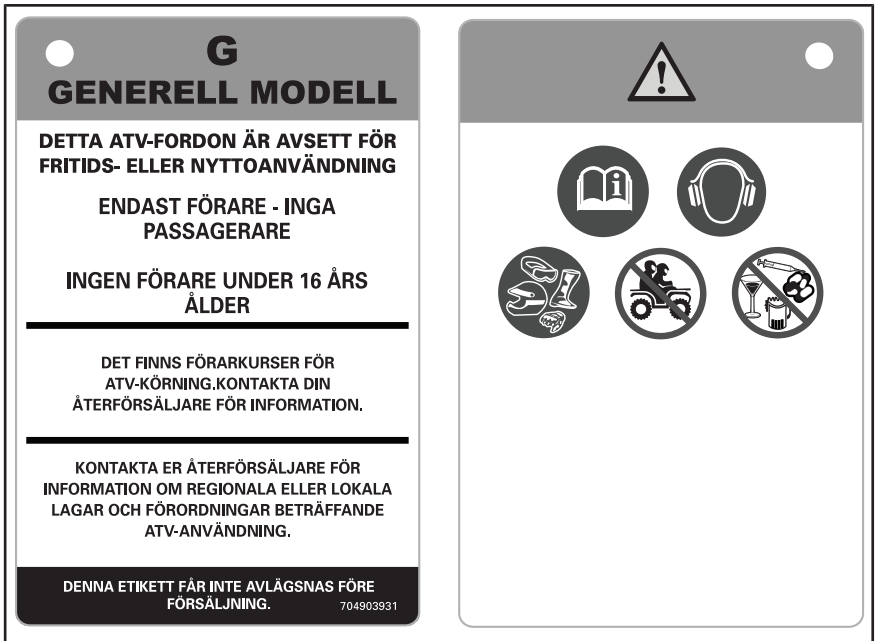 G
GENERELL MODELL
DETTA ATV-FORDON ÄR AVSETT FÖR
FRITIDS- ELLER NYTTOANVÄNDNING
ENDAST FÖRARE - INGA
PASSAGERARE
INGEN FÖRARE UNDER 16 ÅRS
ÅLDER
DET FINNS FÖRARKURSER FÖR
ATV-KÖRNING.KONTAKTA DIN
ÅTERFÖRSÄLJARE FÖR INFORMATION.
KONTAKTA ER ÅTERFÖRSÄLJARE FÖR
INFORMATION OM REGIONALA ELLER LOKALA
LAGAR OCH FÖRORDNINGAR BETRÄFFANDE
ATV-ANVÄNDNING.
DENNA ETIKETT FÅR INTE AVLÄGSNAS FÖRE
FÖRSÄLJNING.
704903931